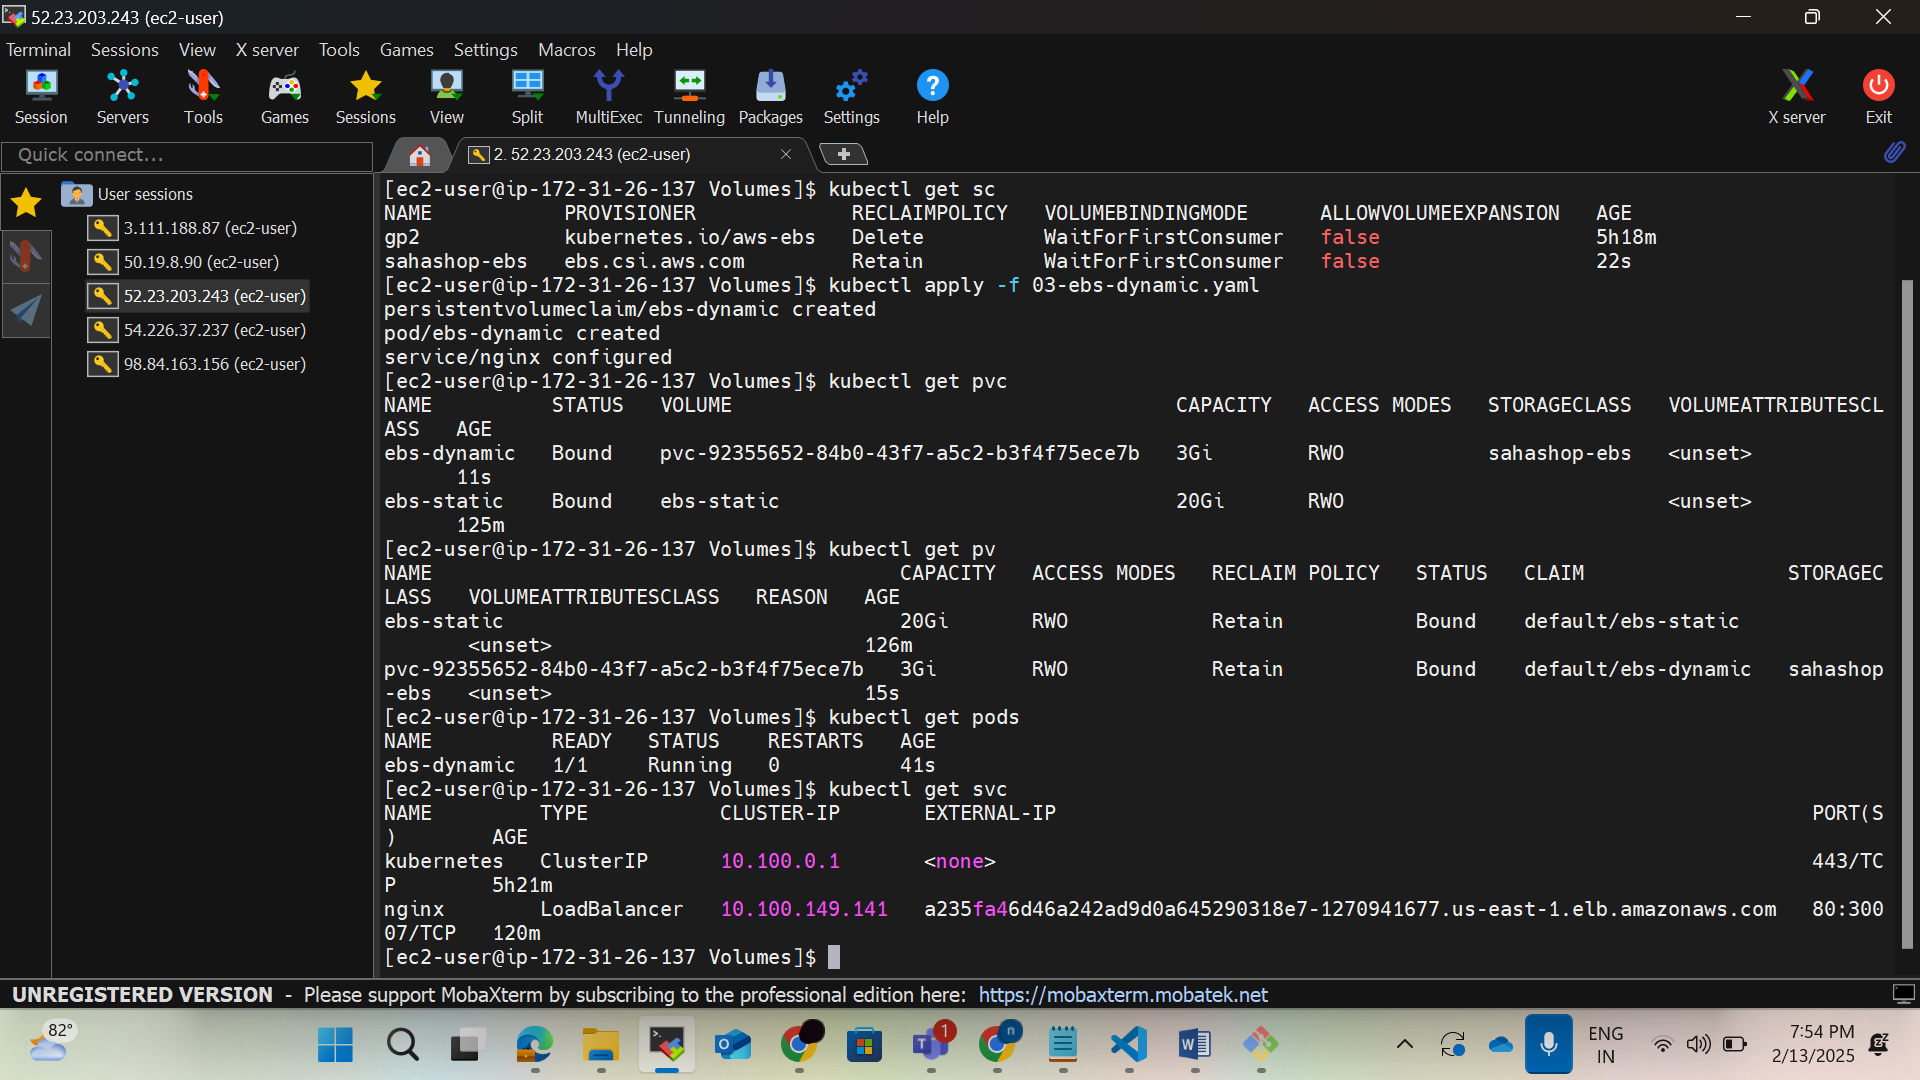 52.23.203.243 (ec2-user)
Terminal Sessions View X server Tools Games Settings Macros Help
Session Servers Tools Games Sessions View Split MultiExec Tunneling Packages Settings Help X server Exit
Quick connect...
2. 52.23.203.243 (ec2-user)
User sessions
3.111.188.87 (ec2-user)
50.19.8.90 (ec2-user)
52.23.203.243 (ec2-user)
54.226.37.237 (ec2-user)
98.84.163.156 (ec2-user)
[ec2-user@ip-172-31-26-137 Volumes]$ kubectl get sc
NAME PROVISIONER RECLAIMPOLICY VOLUMEBINDINGMODE ALLOWVOLUMEEXPANSION AGE
gp2 kubernetes.io/aws-ebs Delete WaitForFirstConsumer false 5h18m
sahashop-ebs ebs.csi.aws.com Retain WaitForFirstConsumer false 22s
[ec2-user@ip-172-31-26-137 Volumes]$ kubectl apply -f 03-ebs-dynamic.yaml
persistentvolumeclaim/ebs-dynamic created
pod/ebs-dynamic created
service/nginx configured
[ec2-user@ip-172-31-26-137 Volumes]$ kubectl get pvc
NAME STATUS VOLUME CAPACITY ACCESS MODES STORAGECLASS VOLUMEATTRIBUTESCL
ASS AGE
ebs-dynamic Bound pvc-92355652-84b0-43f7-a5c2-b3f4f75ece7b 3Gi RWO sahashop-ebs <unset>
11s
ebs-static Bound ebs-static 20Gi RWO <unset>
125m
[ec2-user@ip-172-31-26-137 Volumes]$ kubectl get pv
NAME CAPACITY ACCESS MODES RECLAIM POLICY STATUS CLAIM STORAGEC
LASS VOLUMEATTRIBUTESCLASS REASON AGE
ebs-static 20Gi RWO Retain Bound default/ebs-static
<unset> 126m
pvc-92355652-84b0-43f7-a5c2-b3f4f75ece7b 3Gi RWO Retain Bound default/ebs-dynamic sahashop
-ebs <unset> 15s
[ec2-user@ip-172-31-26-137 Volumes]$ kubectl get pods
NAME READY STATUS RESTARTS AGE
ebs-dynamic 1/1 Running 0 41s
[ec2-user@ip-172-31-26-137 Volumes]$ kubectl get svc
NAME TYPE CLUSTER-IP EXTERNAL-IP PORT(S
) AGE
kubernetes ClusterIP 10.100.0.1 <none> 443/TC
P 5h21m
nginx LoadBalancer 10.100.149.141 a235fa46d46a242ad9d0a645290318e7-1270941677.us-east-1.elb.amazonaws.com 80:300
07/TCP 120m
[ec2-user@ip-172-31-26-137 Volumes]$
UNREGISTERED VERSION - Please support MobaXterm by subscribing to the professional edition here: https://mobaxterm.mobatek.net
82°
1
n
ENG
IN
7:54 PM
2/13/2025